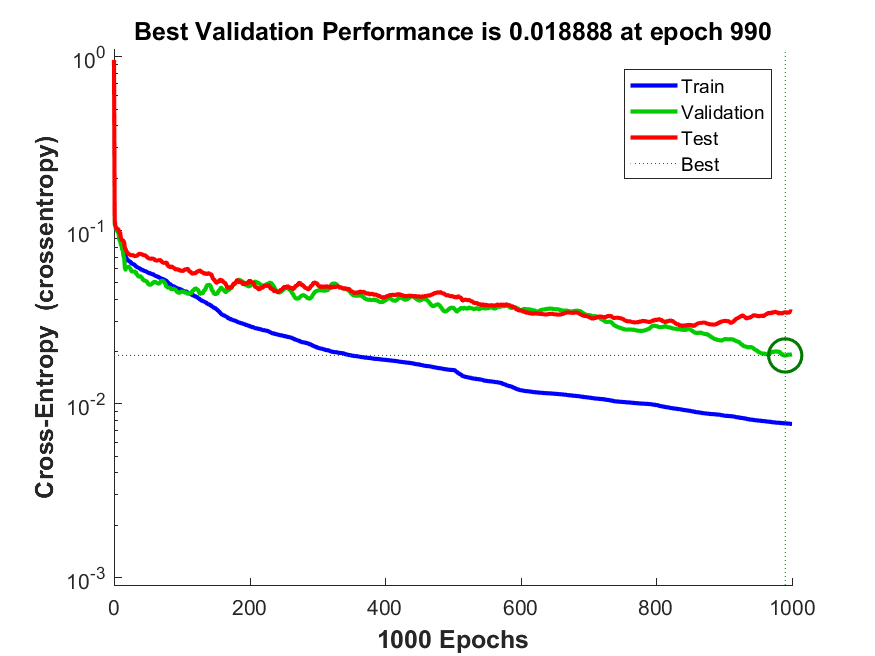 Best Validation Performance is 0.018888 at epoch 990
Cross-Entropy (crossentropy)
10^0
10^-1
10^-2
10^-3
Train
Validation
Test
Best
0 200 400 600 800 1000
1000 Epochs